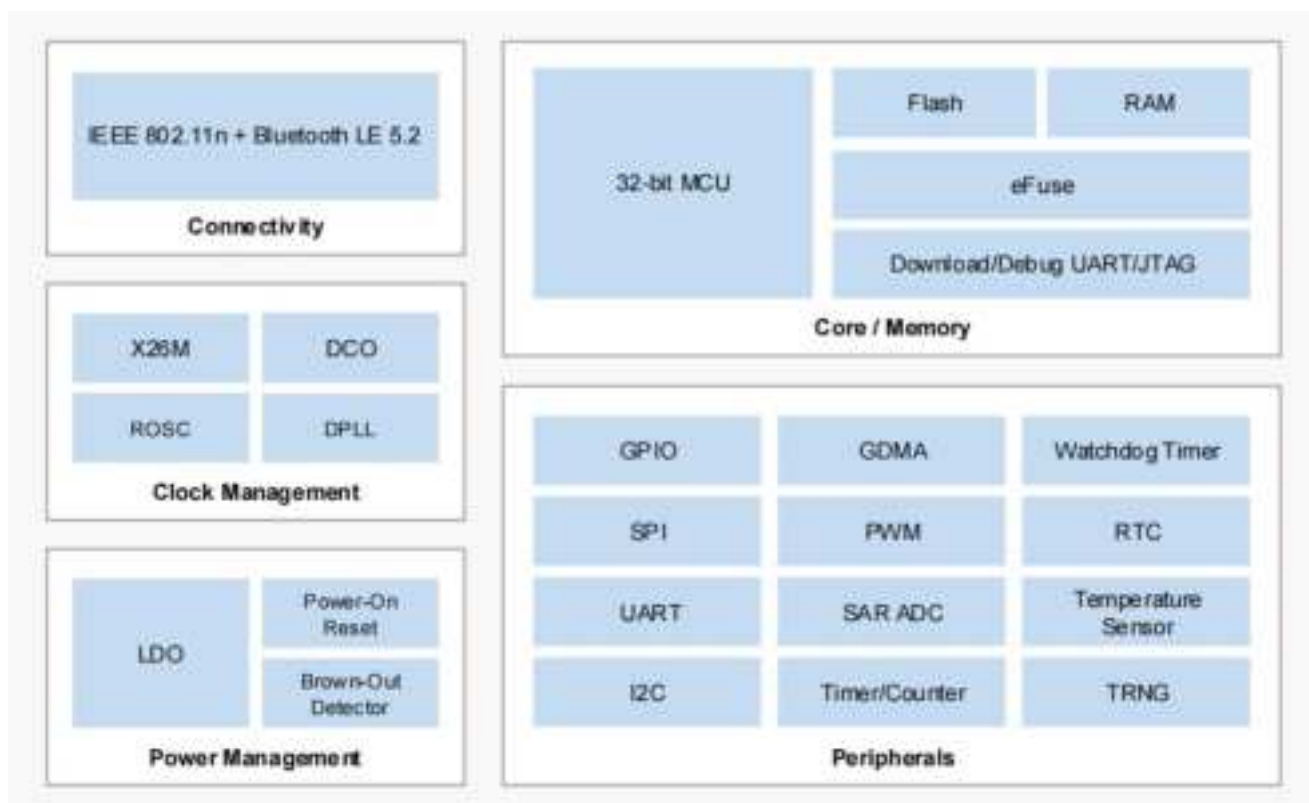 IEEE 802.11n + Bluetooth LE 5.2
Connectivity
X26M
DCO
ROSC
DPLL
Clock Management
LDO
Power-On
Reset
Brown-Out
Detector
Power Management
32-bit MCU
Flash
RAM
eFuse
Download/Debug UART/JTAG
Core / Memory
GPIO
GDMA
Watchdog Timer
SPI
PWM
RTC
UART
SAR ADC
Temperature
Sensor
I2C
Timer/Counter
TRNG
Peripherals